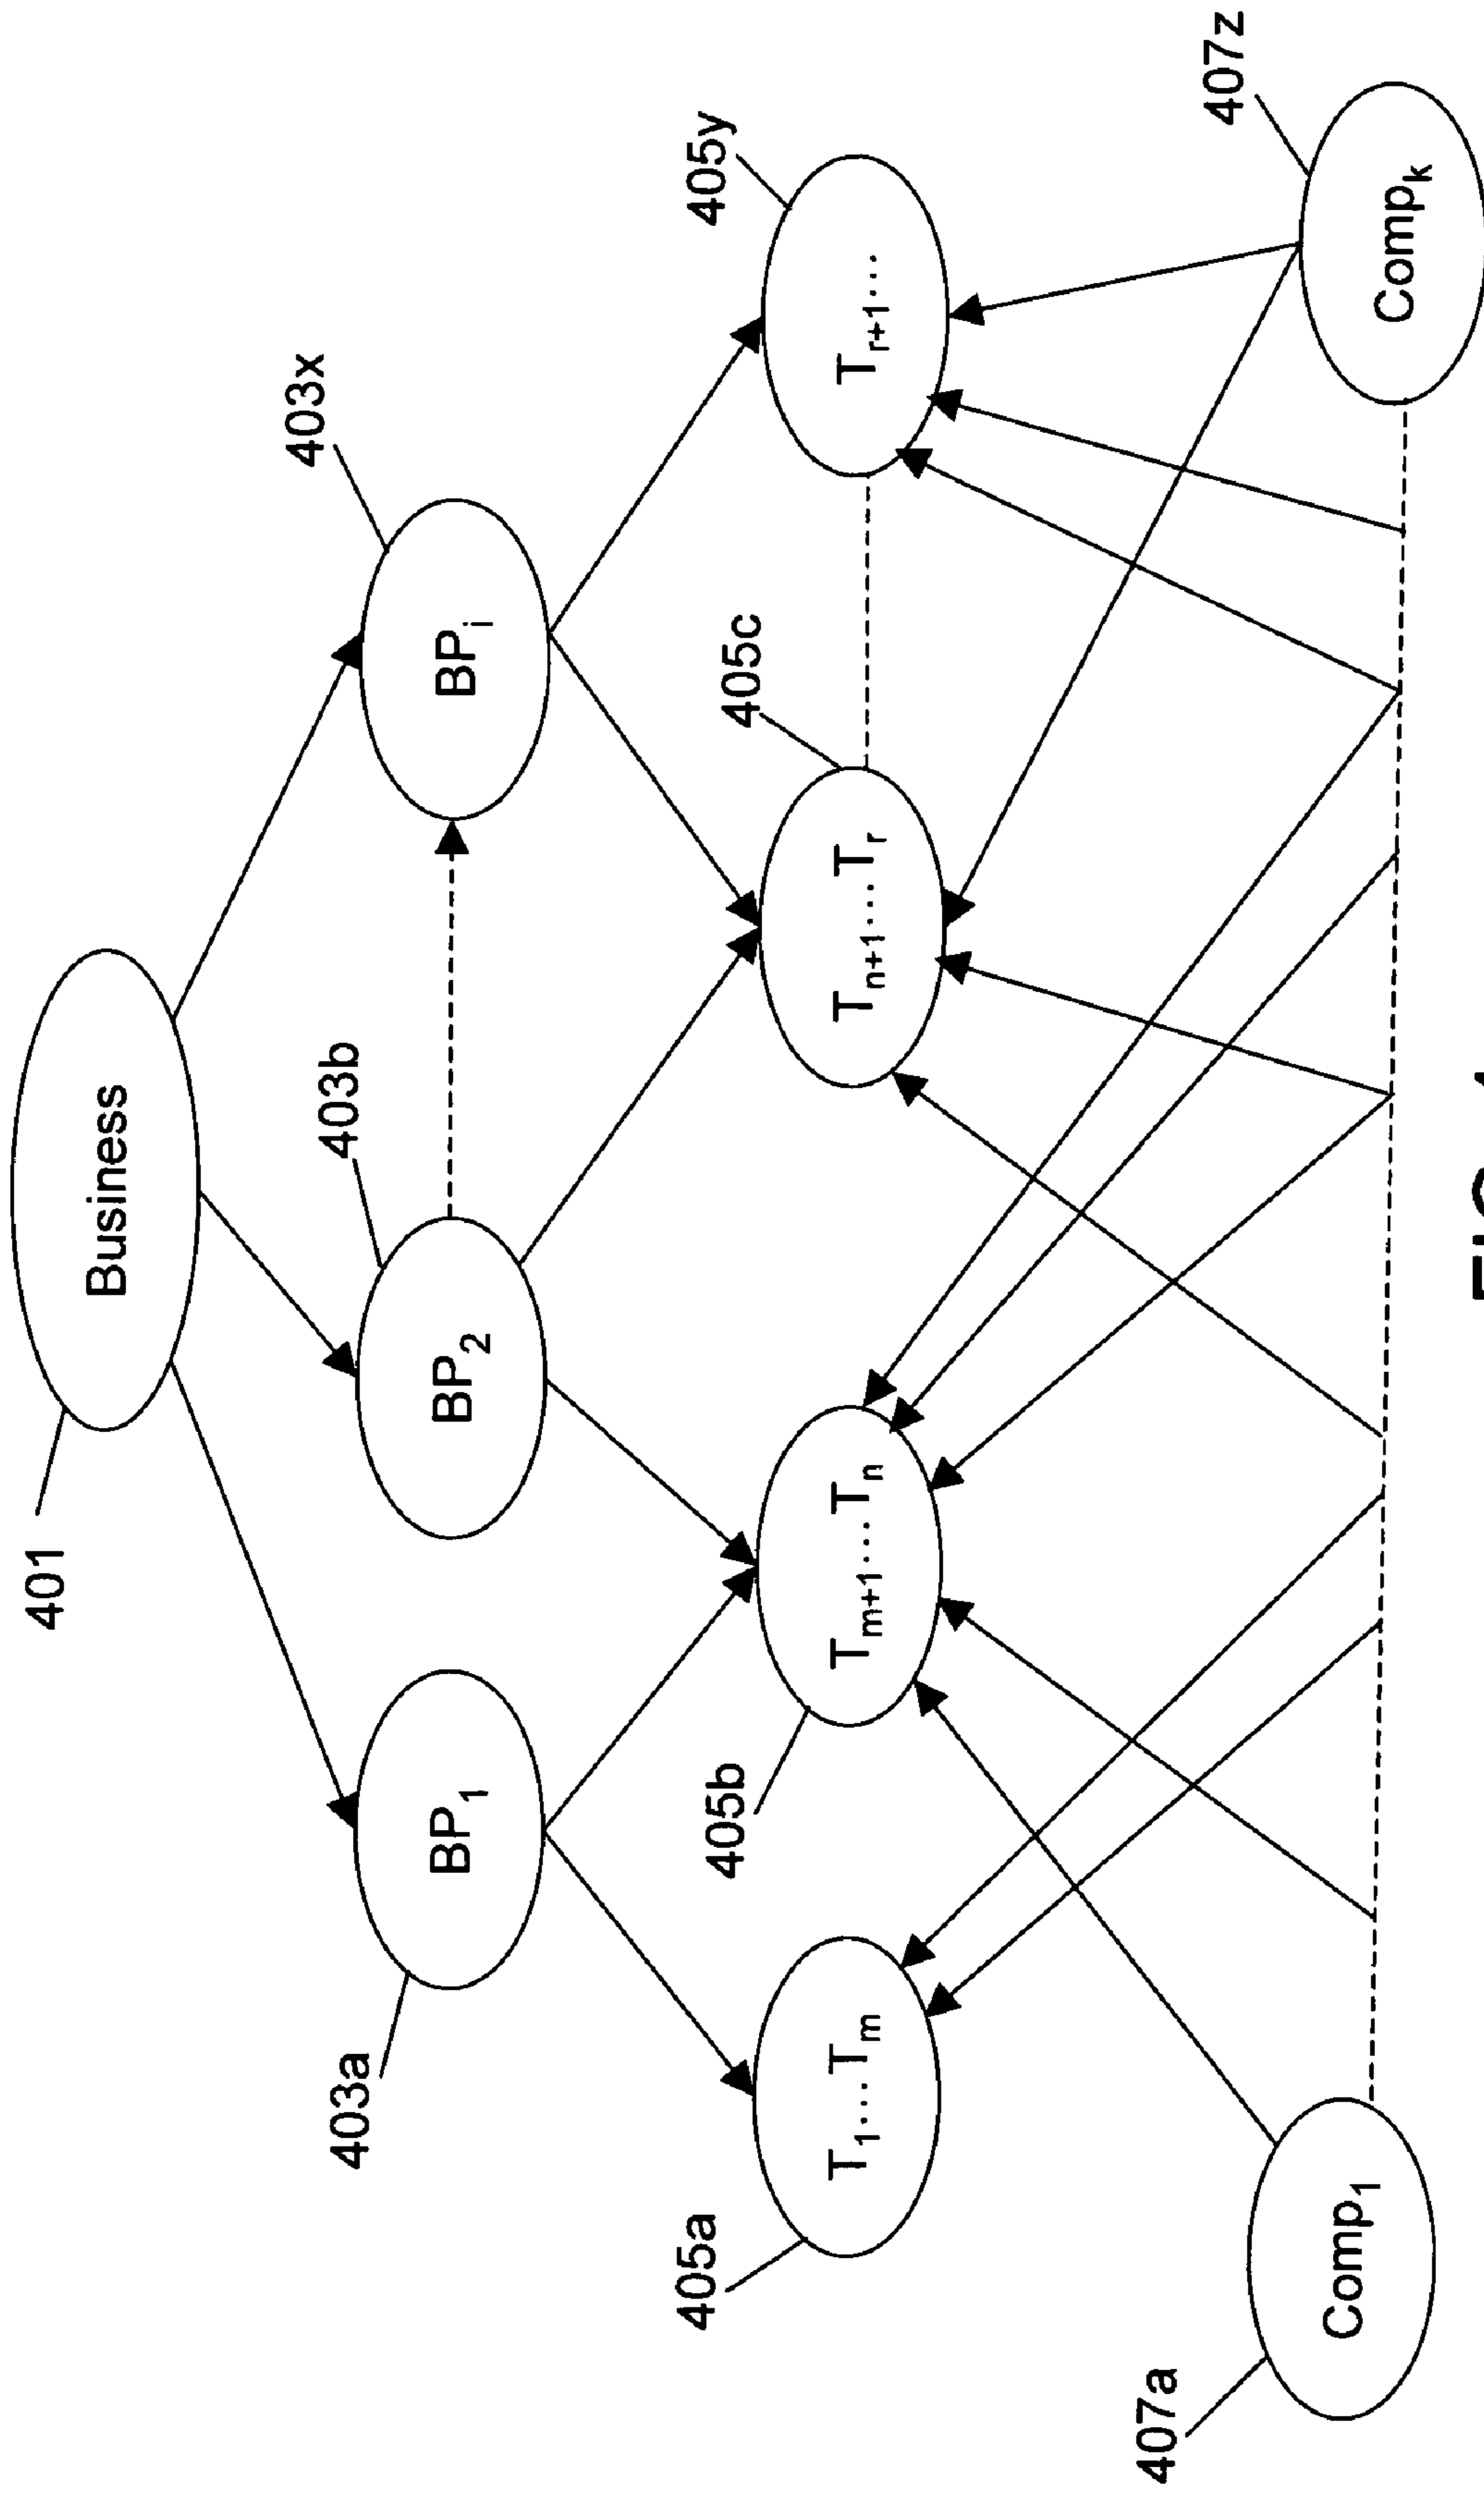 401
Business
403a
BP1
403b
BP2
403x
BPi
405a
T1...Tm
405b
Tm+1...Tn
405c
Tn+1...Tr
405y
Tr+1...
407a
Comp1
407z
Compk